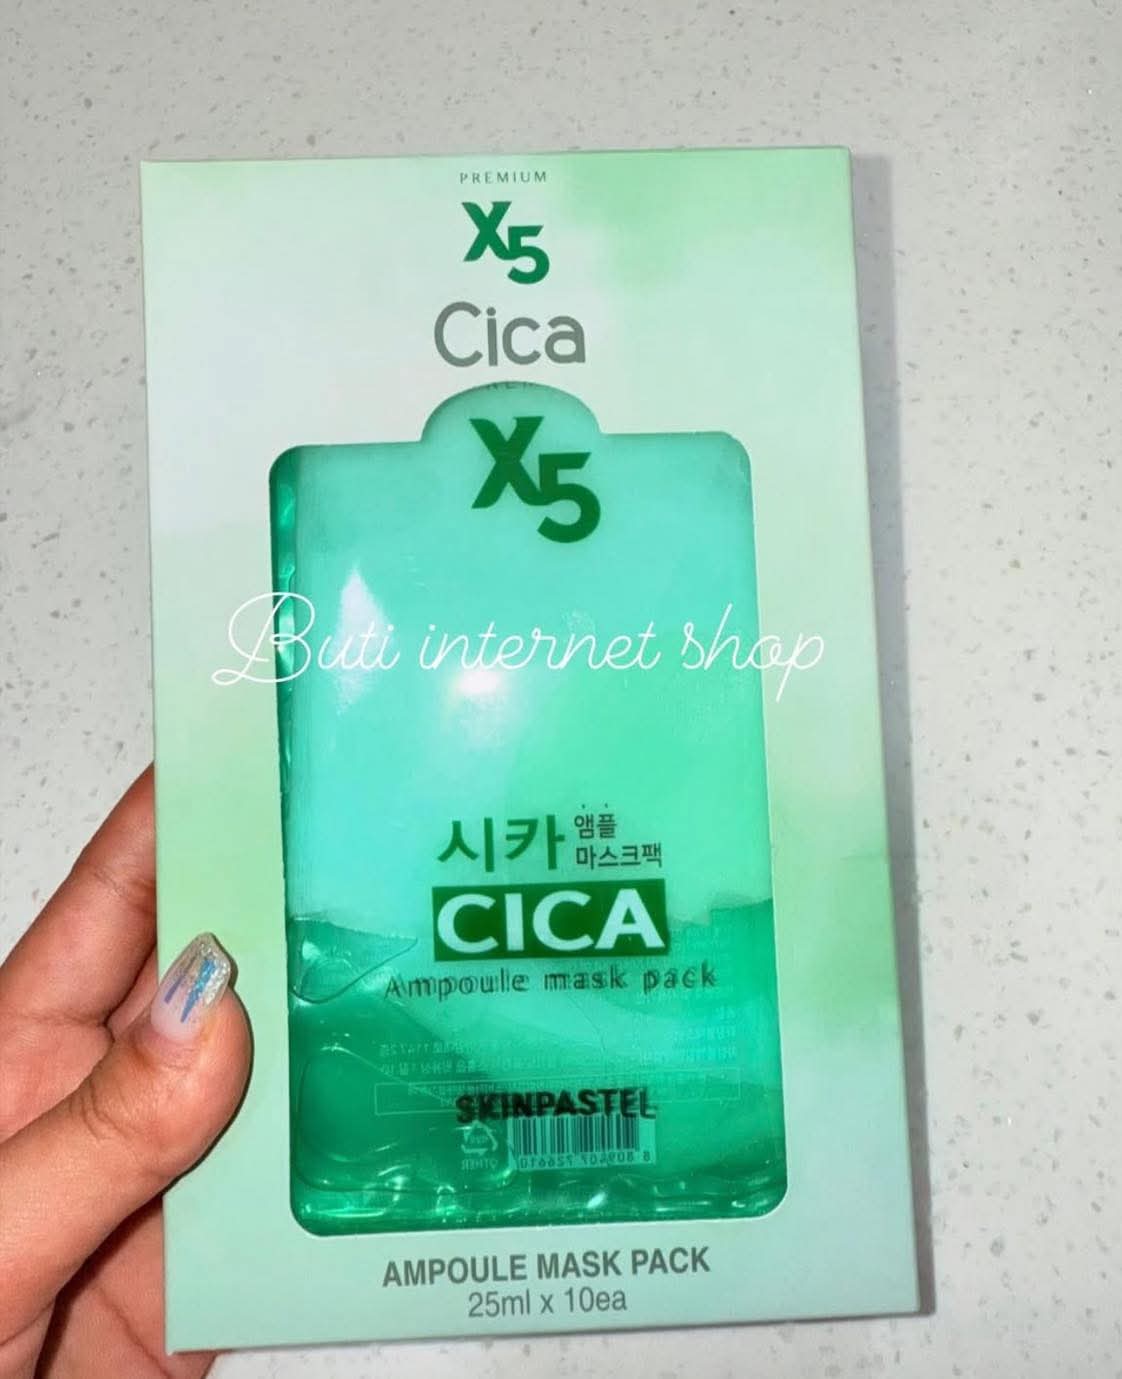 PREMIUM
X5
Cica
X5
Buti internet shop
시카 앰플
마스크팩
CICA
Ampoule mask pack
SKINPASTEL
OTHER
AMPOULE MASK PACK
25ml x 10ea